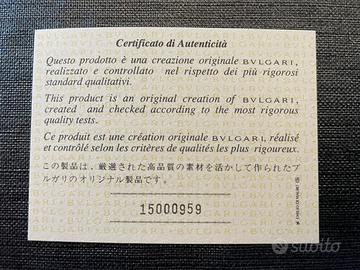 Certificato di Autenticità
Questo prodotto è una creazione originale BVLGARI,
realizzato e controllato nel rispetto dei più rigorosi
standard qualitativi.
This product is an original creation of BVLGARI,
created and checked according to the most rigorous
quality tests.
Ce produit est une création originale BVLGARI, réalisé
et contrôlé selon les critères de qualités les plus rigoureux.
この製品は、厳選された高品質の素材を活かして作られたブ
ルガリのオリジナル製品です。
15000959
subito